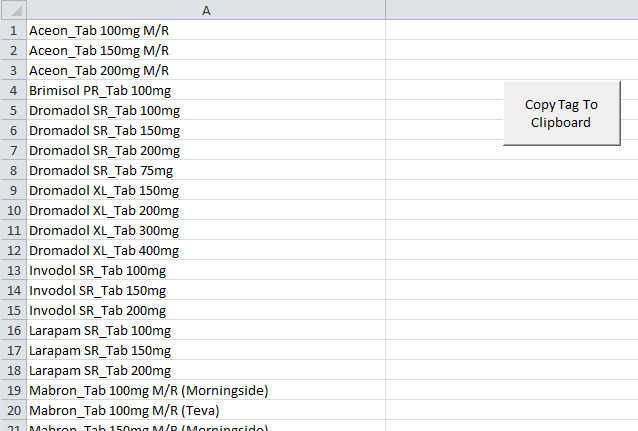 A
1 Aceon_Tab 100mg M/R
2 Aceon_Tab 150mg M/R
3 Aceon_Tab 200mg M/R
4 Brimisol PR_Tab 100mg
5 Dromadol SR_Tab 100mg
6 Dromadol SR_Tab 150mg
7 Dromadol SR_Tab 200mg
8 Dromadol SR_Tab 75mg
9 Dromadol XL_Tab 150mg
10 Dromadol XL_Tab 200mg
11 Dromadol XL_Tab 300mg
12 Dromadol XL_Tab 400mg
13 Invodol SR_Tab 100mg
14 Invodol SR_Tab 150mg
15 Invodol SR_Tab 200mg
16 Larapam SR_Tab 100mg
17 Larapam SR_Tab 150mg
18 Larapam SR_Tab 200mg
19 Mabron_Tab 100mg M/R (Morningside)
20 Mabron_Tab 100mg M/R (Teva)
21 Mabron_Tab 150mg M/R (Morningside)
Copy Tag To
Clipboard